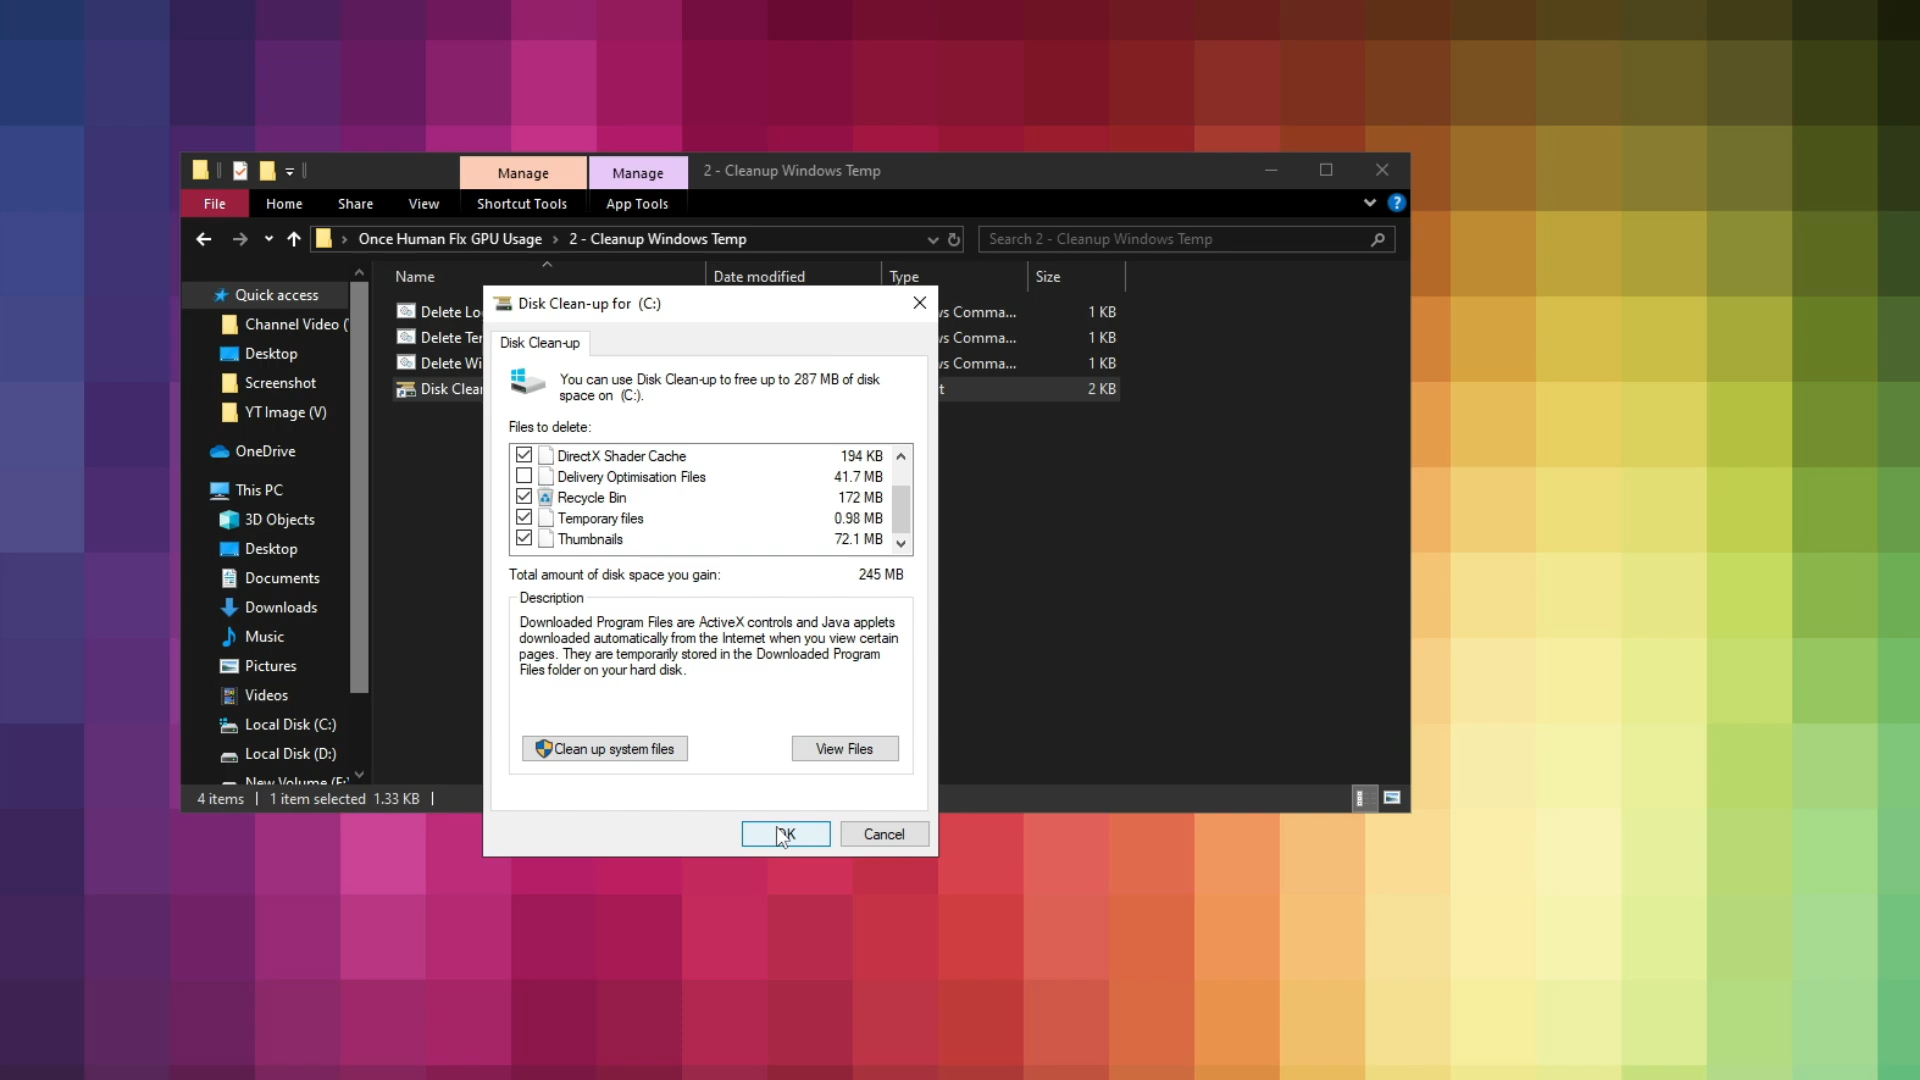 Manage
Manage
2 - Cleanup Windows Temp
File
Home
Share
View
Shortcut Tools
App Tools
Once Human FIx GPU Usage > 2 - Cleanup Windows Temp
Search 2 - Cleanup Windows Temp
Name
Date modified
Type
Size
Quick access
Channel Video (
Desktop
Screenshot
YT Image (V)
OneDrive
This PC
3D Objects
Desktop
Documents
Downloads
Music
Pictures
Videos
Local Disk (C:)
Local Disk (D:)
New Volume (E:)
Delete Lo
vs Comma...
1 KB
Delete Ter
vs Comma...
1 KB
Delete Wi
vs Comma...
1 KB
Disk Clear
t
2 KB
4 items
1 item selected 1.33 KB
Disk Clean-up for (C:)
Disk Clean-up
You can use Disk Clean-up to free up to 287 MB of disk
space on (C:).
Files to delete:
DirectX Shader Cache 194 KB
Delivery Optimisation Files 41.7 MB
Recycle Bin 172 MB
Temporary files 0.98 MB
Thumbnails 72.1 MB
Total amount of disk space you gain: 245 MB
Description
Downloaded Program Files are ActiveX controls and Java applets
downloaded automatically from the Internet when you view certain
pages. They are temporarily stored in the Downloaded Program
Files folder on your hard disk.
Clean up system files
View Files
OK
Cancel